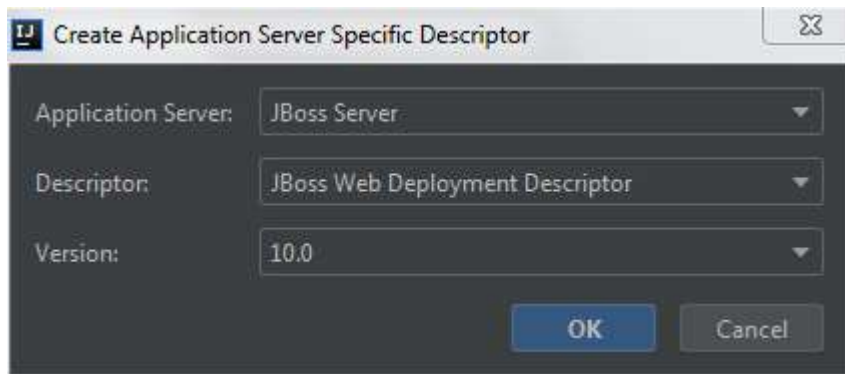 IJ Create Application Server Specific Descriptor
Application Server: JBoss Server
Descriptor: JBoss Web Deployment Descriptor
Version: 10.0
OK Cancel